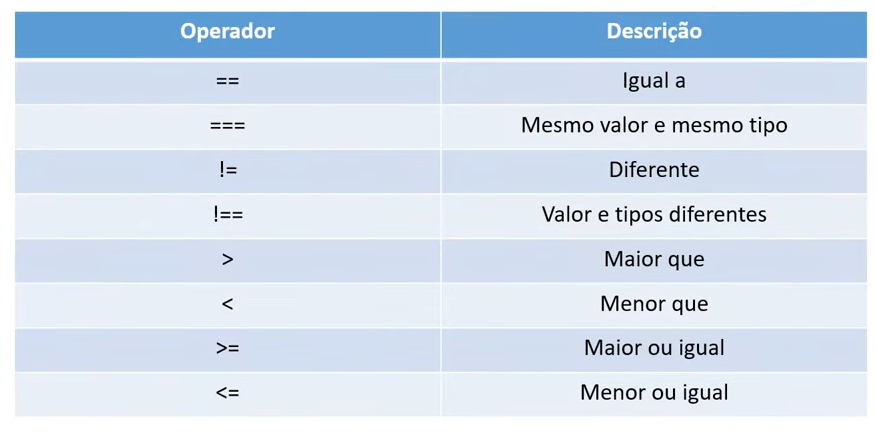 Operador Descrição
== Igual a
=== Mesmo valor e mesmo tipo
!= Diferente
!== Valor e tipos diferentes
> Maior que
< Menor que
>= Maior ou igual
<= Menor ou igual